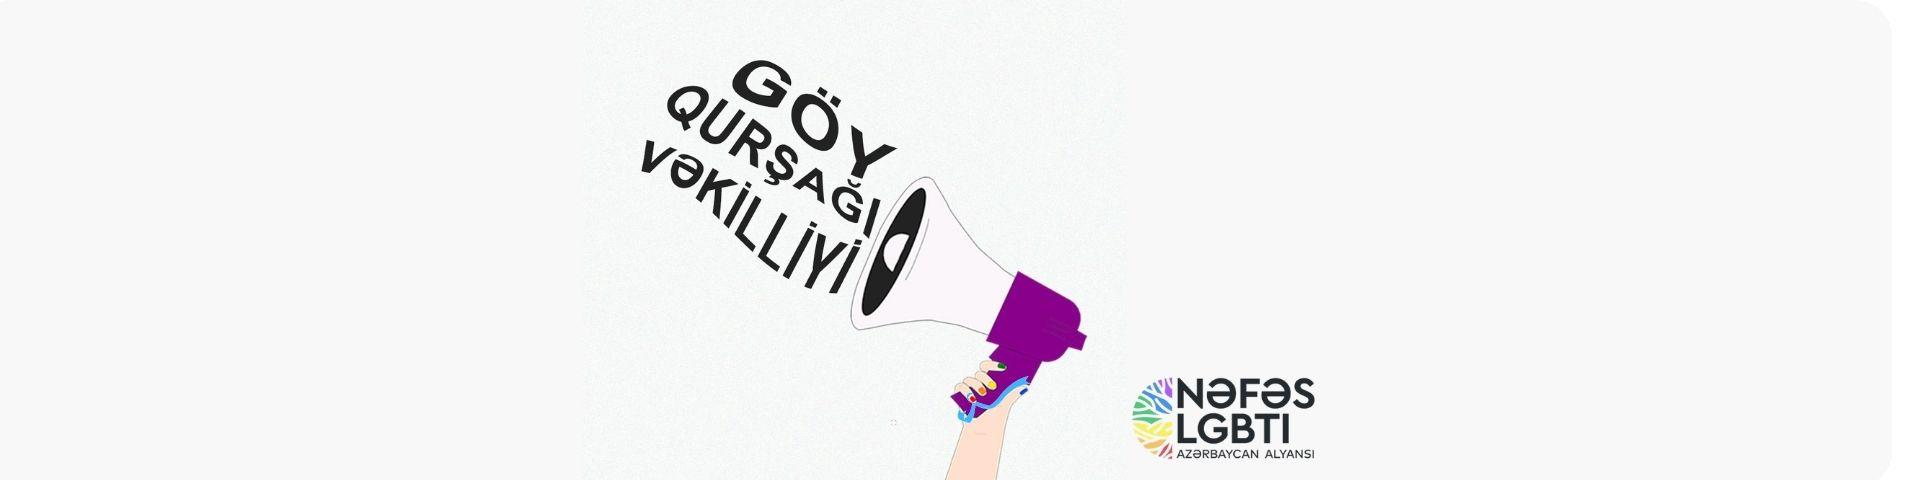 GÖY
QURŞAĞI
VƏKİLLİYİ
NƏFƏS
LGBTI
AZƏRBAYCAN ALYANSI